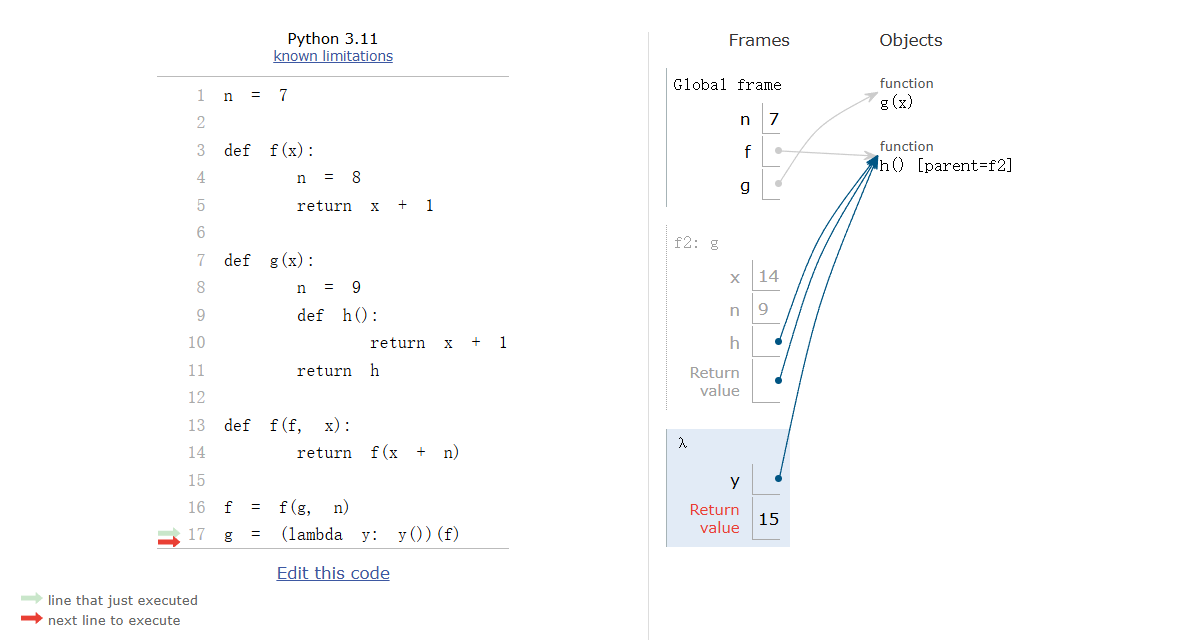 Python 3.11
known limitations
1 n = 7
2
3 def f(x):
4 n = 8
5 return x + 1
6
7 def g(x):
8 n = 9
9 def h():
10 return x + 1
11 return h
12
13 def f(f, x):
14 return f(x + n)
15
16 f = f(g, n)
17 g = (lambda y: y())(f)
Edit this code
line that just executed
next line to execute
Frames
Objects
Global frame
n 7
f
g
function
g(x)
function
h() [parent=f2]
f2: g
x 14
n 9
h
Return
value
λ
y
Return
value 15